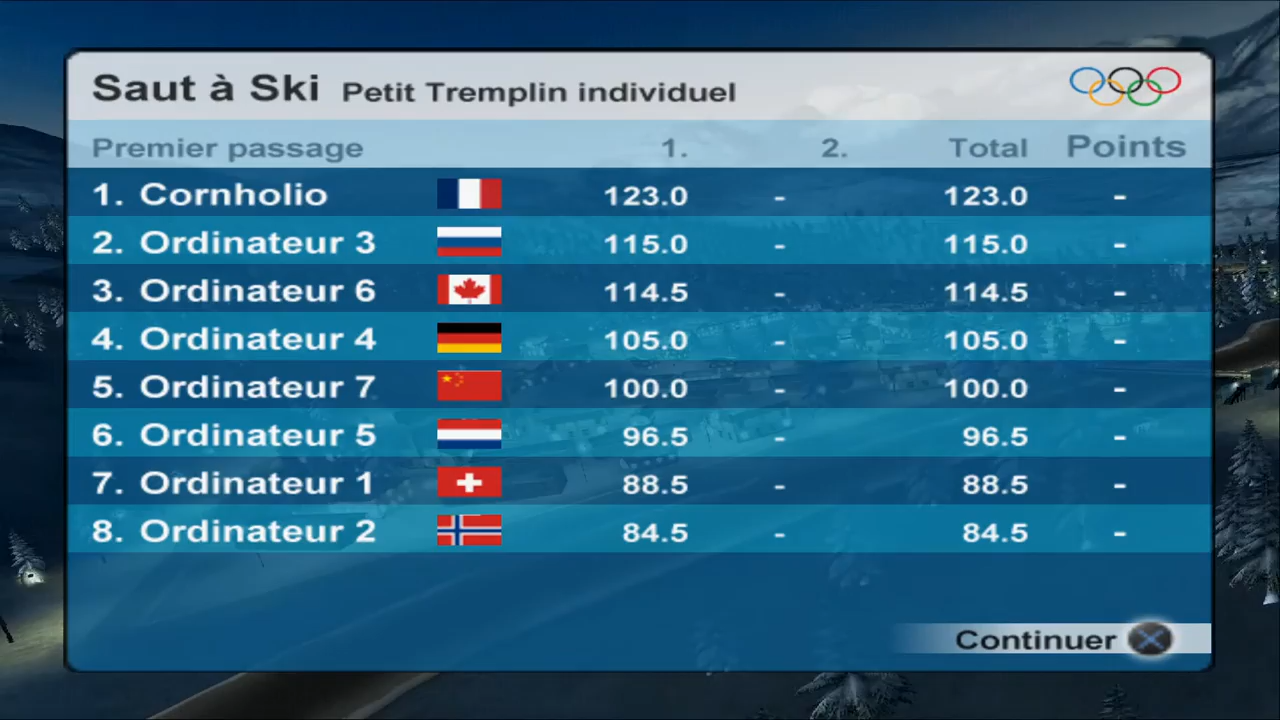 Saut à Ski Petit Tremplin individuel
Premier passage 1. 2. Total Points
1. Cornholio 123.0 - 123.0 -
2. Ordinateur 3 115.0 - 115.0 -
3. Ordinateur 6 114.5 - 114.5 -
4. Ordinateur 4 105.0 - 105.0 -
5. Ordinateur 7 100.0 - 100.0 -
6. Ordinateur 5 96.5 - 96.5 -
7. Ordinateur 1 88.5 - 88.5 -
8. Ordinateur 2 84.5 - 84.5 -
Continuer